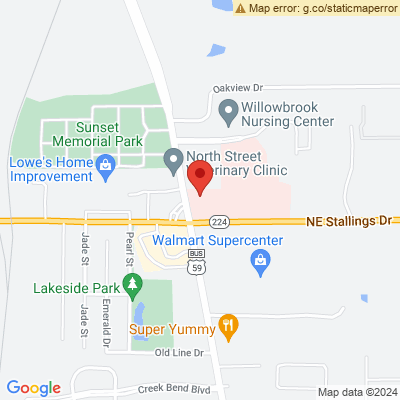 Map error: g.co/staticmaperror
Oakview Dr
Willowbrook
Nursing Center
Sunset
Memorial Park
North Street
Veterinary Clinic
Lowe's Home
Improvement
224
NE Stallings Dr
Walmart Supercenter
BUS
59
Jade St
Pearl St
Lakeside Park
Emerald Dr
Jade St
Super Yummy
Old Line Dr
Creek Bend Blvd
Google
Map data ©2024